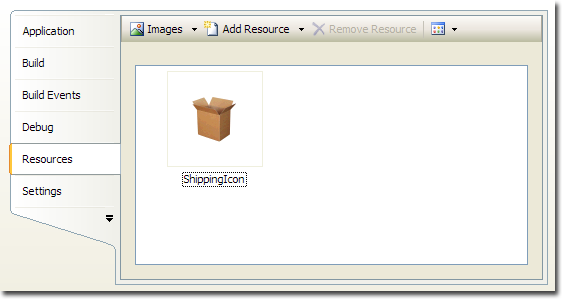 Application
Build
Build Events
Debug
Resources
Settings
Images Add Resource Remove Resource
ShippingIcon